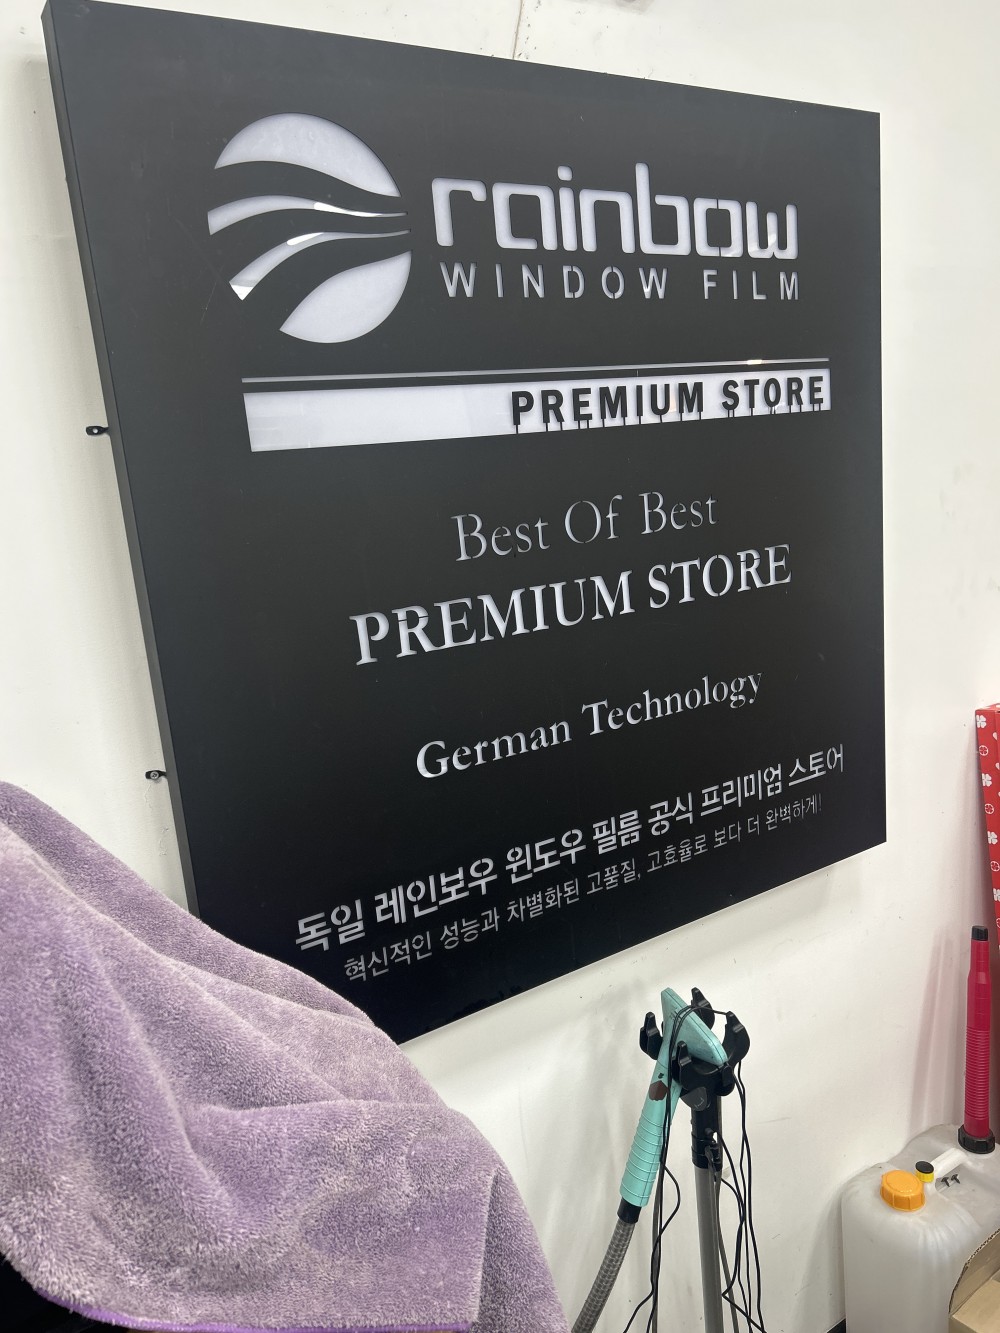 rainbow
WINDOW FILM
PREMIUM STORE
Best Of Best
PREMIUM STORE
German Technology
독일 레인보우 윈도우 필름 공식 프리미엄 스토어
혁신적인 성능과 차별화된 고품질, 고효율로 보다 더 완벽하게!